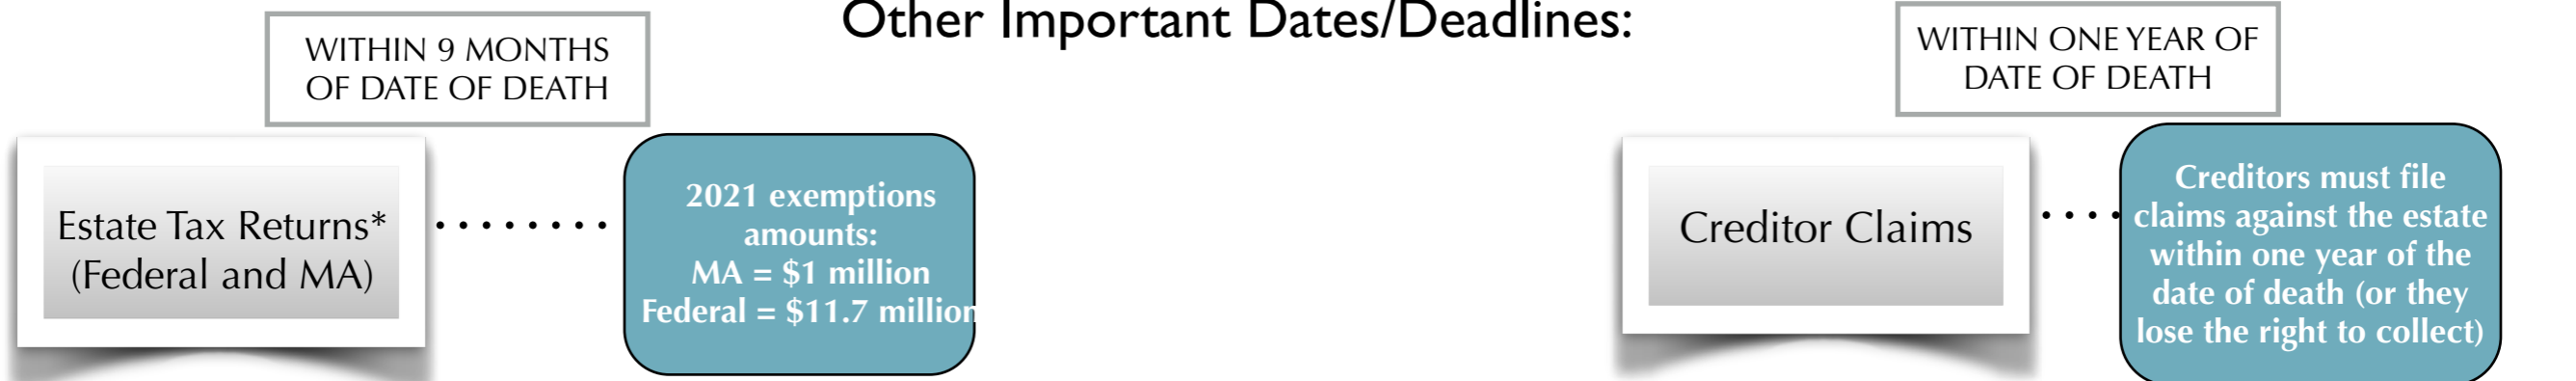 Other Important Dates/Deadlines:
WITHIN 9 MONTHS
OF DATE OF DEATH
Estate Tax Returns*
(Federal and MA)
2021 exemptions
amounts:
MA = $1 million
Federal = $11.7 million
WITHIN ONE YEAR OF
DATE OF DEATH
Creditor Claims
Creditors must file
claims against the estate
within one year of the
date of death (or they
lose the right to collect)